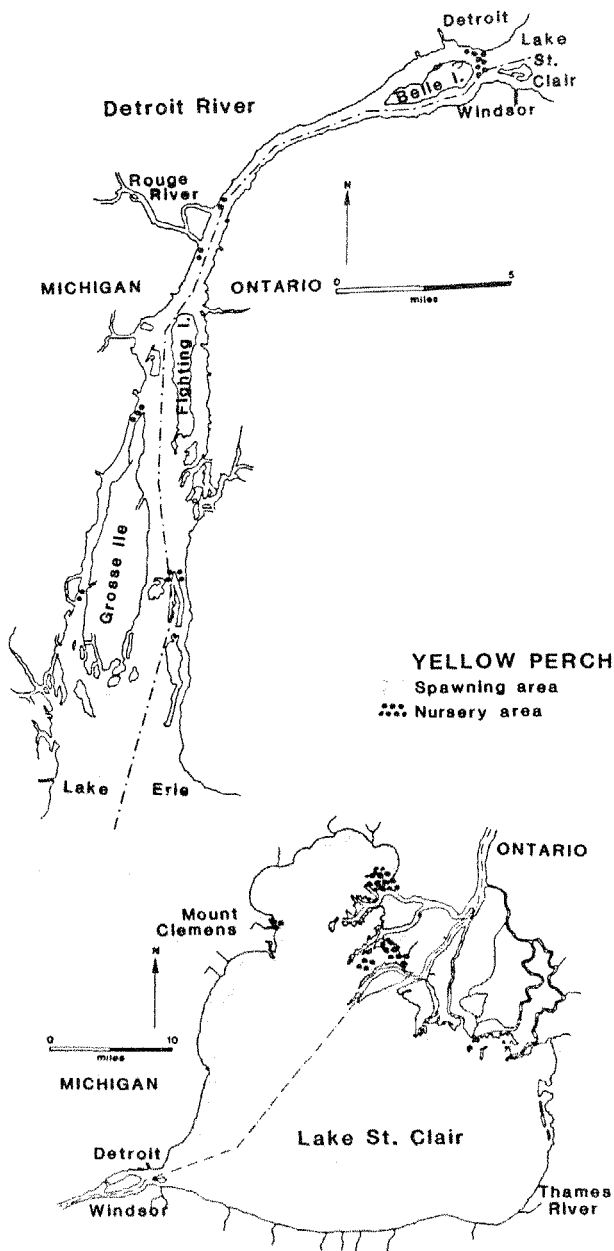 Detroit
Lake
St.
Clair
Belle I.
Windsor
Detroit River
Rouge
River
N
MICHIGAN
ONTARIO
0 5
miles
Fighting I.
Grosse Ile
YELLOW PERCH
Spawning area
Nursery area
Lake Erie
ONTARIO
Mount
Clemens
N
0 10
miles
MICHIGAN
Lake St. Clair
Detroit
Windsor
Thames
River